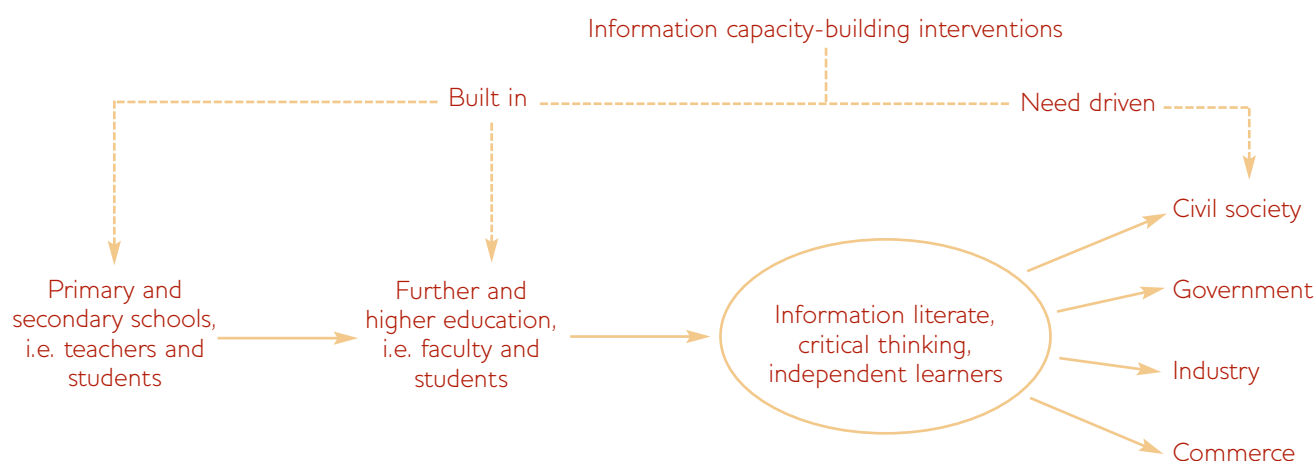 Information capacity-building interventions
Built in
Need driven
Primary and
secondary schools,
i.e. teachers and
students
Further and
higher education,
i.e. faculty and
students
Information literate,
critical thinking,
independent learners
Civil society
Government
Industry
Commerce